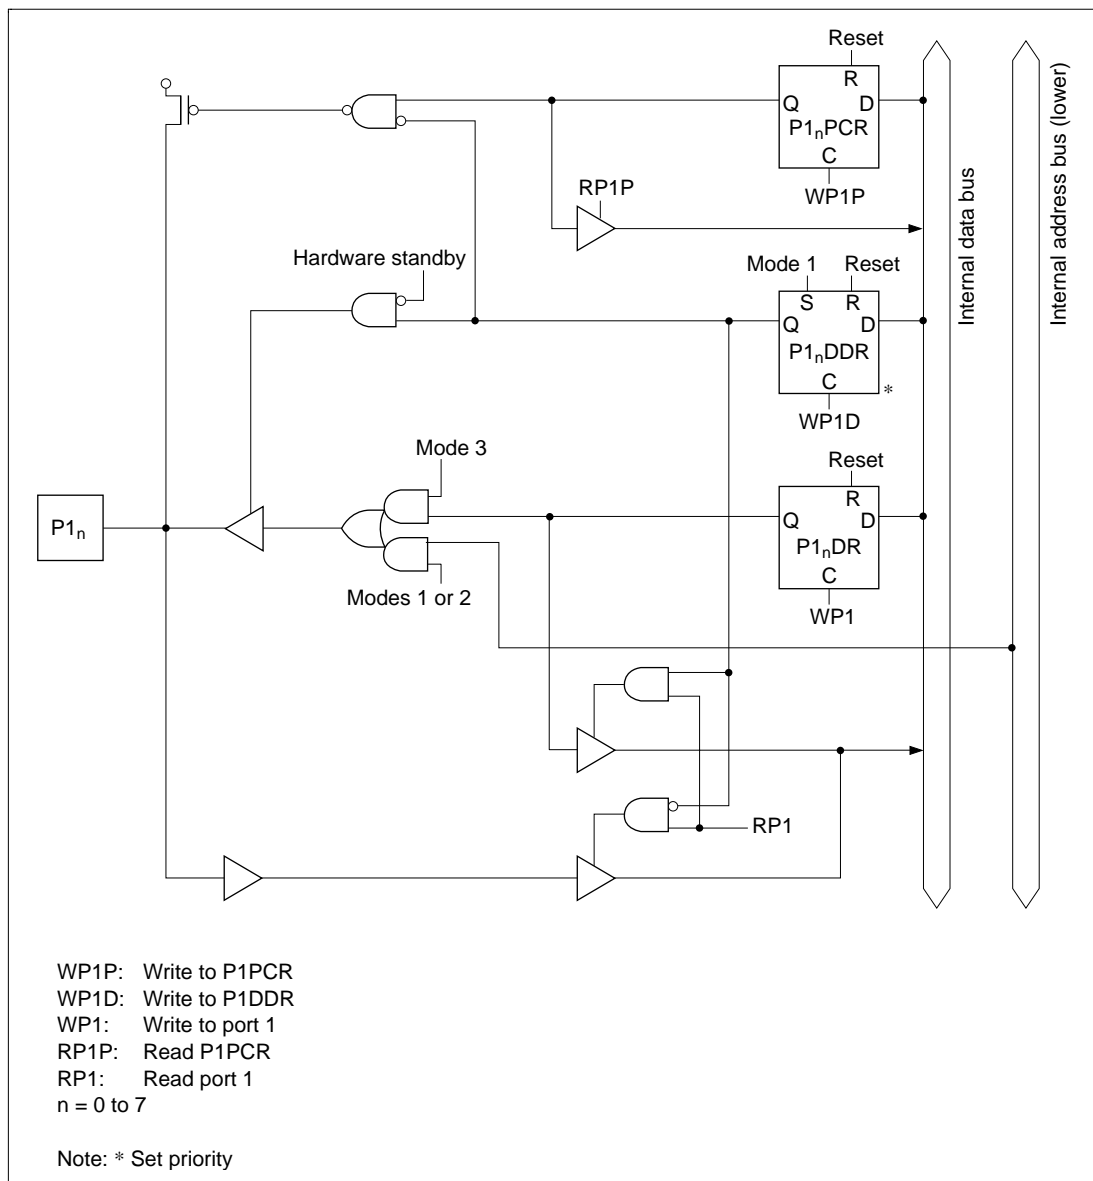 Reset
R
Q
D
P1nPCR
C
WP1P
RP1P
Hardware standby
Mode 1
Reset
S
R
Q
D
P1nDDR
C
*
WP1D
Mode 3
Reset
R
Q
D
P1nDR
C
WP1
P1n
Modes 1 or 2
RP1
Internal data bus
Internal address bus (lower)
WP1P: Write to P1PCR
WP1D: Write to P1DDR
WP1: Write to port 1
RP1P: Read P1PCR
RP1: Read port 1
n = 0 to 7
Note: * Set priority